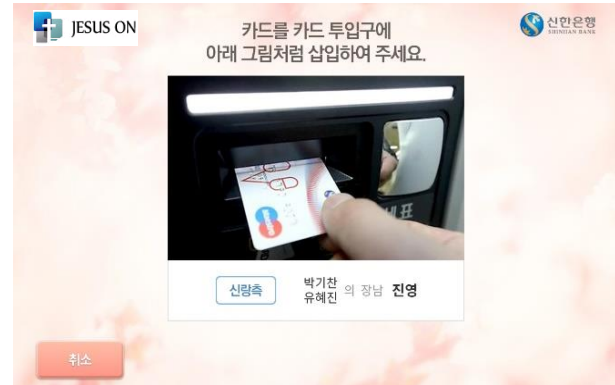 JESUS ON
신한은행
SHINHAN BANK
카드를 카드 투입구에
아래 그림처럼 삽입하여 주세요.
신랑측
박기찬
유혜진 의 장남 진영
취소